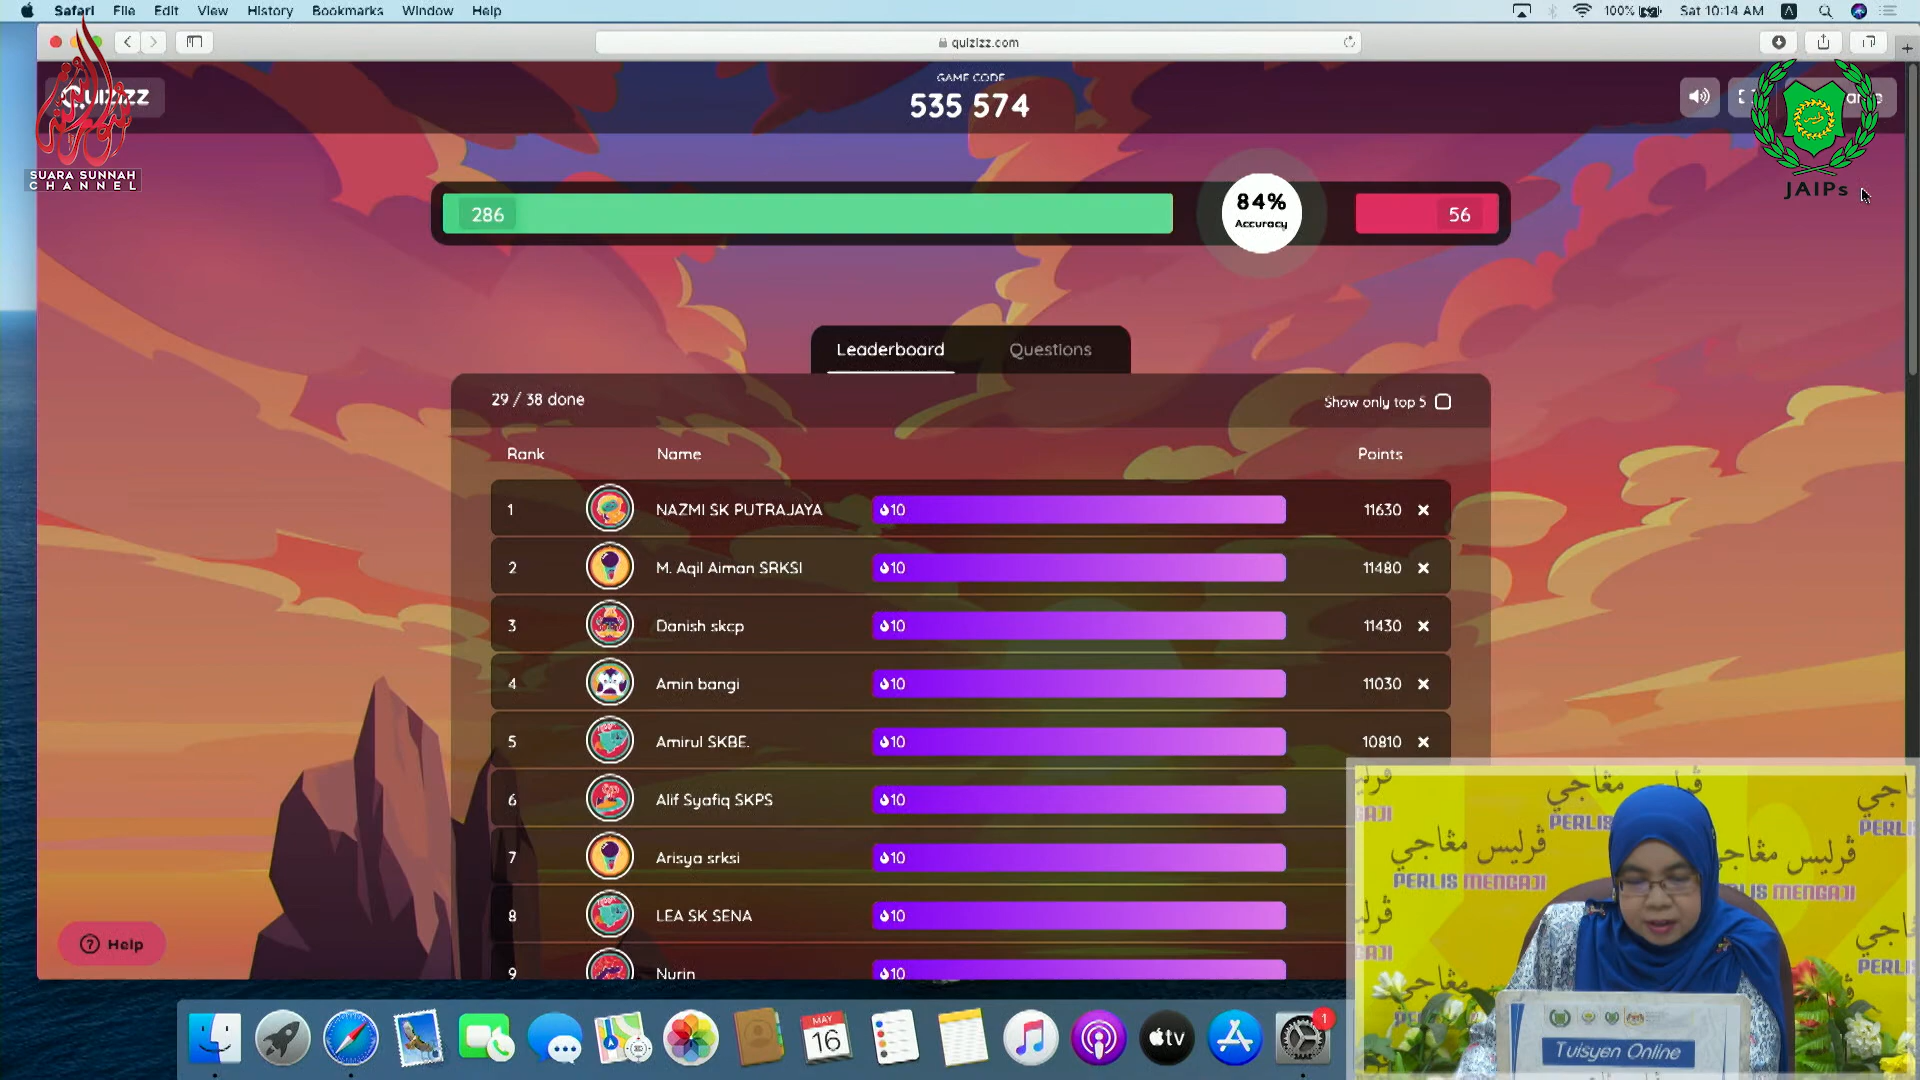 Safari File Edit View History Bookmarks Window Help
100% Sat 10:14 AM
quizizz.com
SUARA SUNNAH
CHANNEL
GAME CODE
535 574
JAIPs
286
84%
Accuracy
56
Leaderboard Questions
29 / 38 done
Show only top 5
Rank Name Points
1 NAZMI SK PUTRAJAYA 10 11630
2 M. Aqil Aiman SRKSI 10 11480
3 Danish skcp 10 11430
4 Amin bangi 10 11030
5 Amirul SKBE. 10 10810
6 Alif Syafiq SKPS 10
7 Arisya srksi 10
8 LEA SK SENA 10
9 Nurin 10
Help
ڤرليس مڠاجي
PERLIS MENGAJI
MAY
16
tv
1
Tuisyen Online